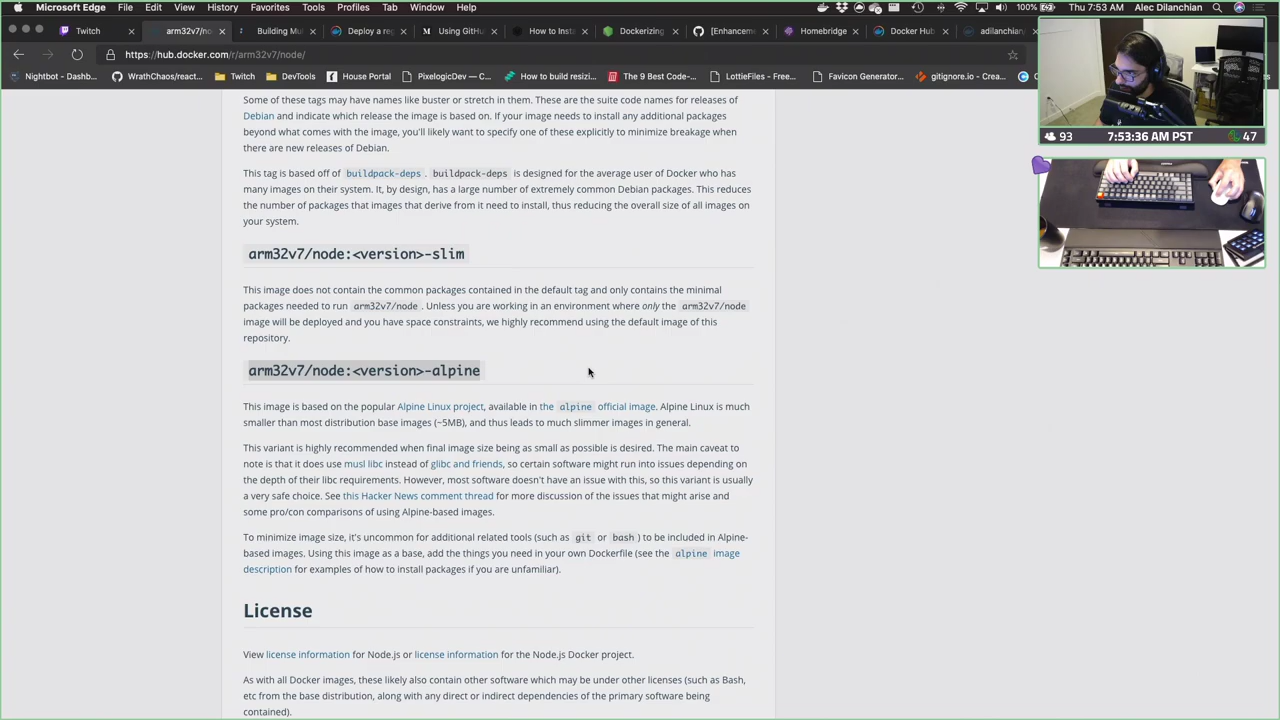 Microsoft Edge File Edit View History Favorites Tools Profiles Tab Window Help 100% Thu 7:53 AM Alec Dilanchian
Twitch arm32v7/no Building Mu Deploy a reg Using GitHu How to Insta Dockerizing [Enhanceme Homebridge Docker Hub adilanchian
https://hub.docker.com/r/arm32v7/node/
Nightbot - Dashb... WrathChaos/react... Twitch DevTools House Portal PixelogicDev — C... How to build resizi... The 9 Best Code-... LottieFiles – Free... Favicon Generator... gitignore.io - Crea...
93 7:53:36 AM PST 47
Some of these tags may have names like buster or stretch in them. These are the suite code names for releases of
Debian and indicate which release the image is based on. If your image needs to install any additional packages
beyond what comes with the image, you'll likely want to specify one of these explicitly to minimize breakage when
there are new releases of Debian.
This tag is based off of buildpack-deps. buildpack-deps is designed for the average user of Docker who has
many images on their system. It, by design, has a large number of extremely common Debian packages. This reduces
the number of packages that images that derive from it need to install, thus reducing the overall size of all images on
your system.
arm32v7/node:<version>-slim
This image does not contain the common packages contained in the default tag and only contains the minimal
packages needed to run arm32v7/node. Unless you are working in an environment where only the arm32v7/node
image will be deployed and you have space constraints, we highly recommend using the default image of this
repository.
arm32v7/node:<version>-alpine
This image is based on the popular Alpine Linux project, available in the alpine official image. Alpine Linux is much
smaller than most distribution base images (~5MB), and thus leads to much slimmer images in general.
This variant is highly recommended when final image size being as small as possible is desired. The main caveat to
note is that it does use musl libc instead of glibc and friends, so certain software might run into issues depending on
the depth of their libc requirements. However, most software doesn't have an issue with this, so this variant is usually
a very safe choice. See this Hacker News comment thread for more discussion of the issues that might arise and
some pro/con comparisons of using Alpine-based images.
To minimize image size, it's uncommon for additional related tools (such as git or bash) to be included in Alpine-
based images. Using this image as a base, add the things you need in your own Dockerfile (see the alpine image
description for examples of how to install packages if you are unfamiliar).
License
View license information for Node.js or license information for the Node.js Docker project.
As with all Docker images, these likely also contain other software which may be under other licenses (such as Bash,
etc from the base distribution, along with any direct or indirect dependencies of the primary software being
contained).